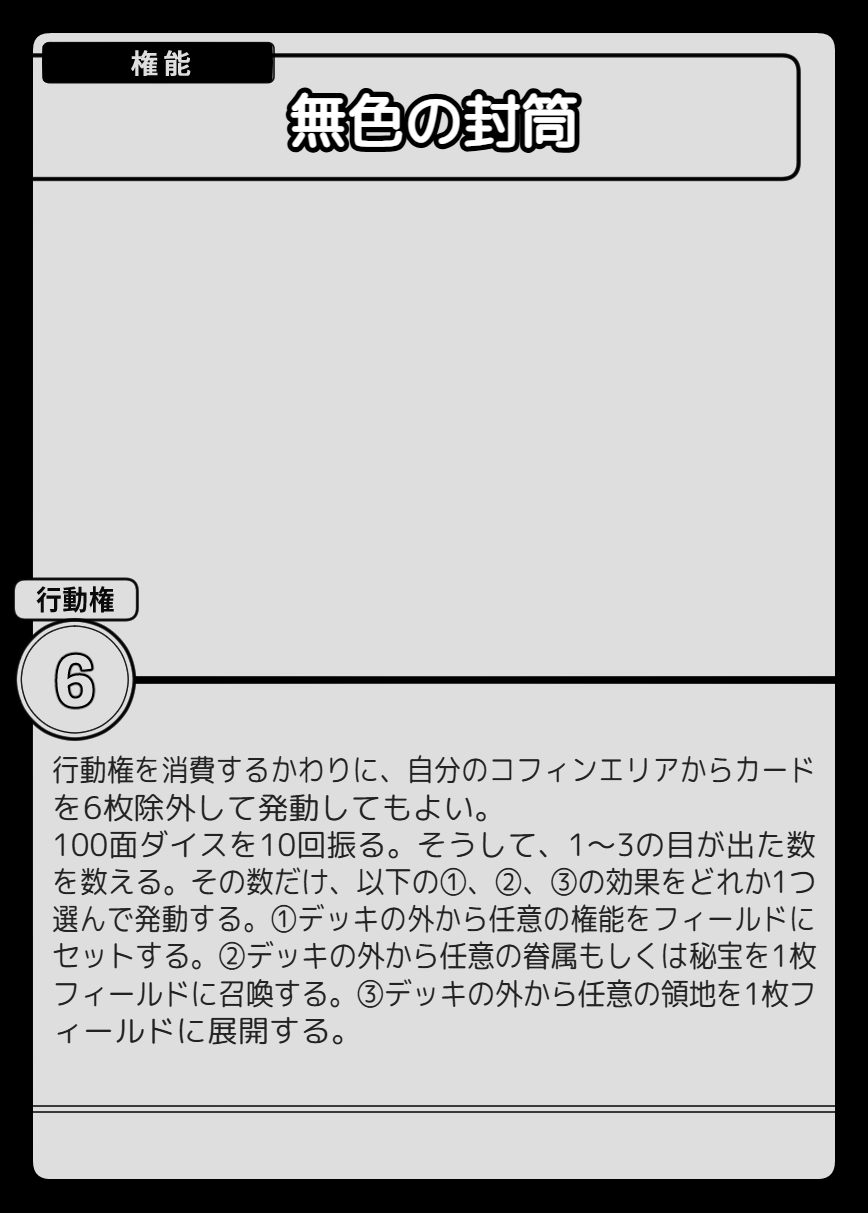 権能
無色の封筒
行動権
6
行動権を消費するかわりに、自分のコフィンエリアからカード
を6枚除外して発動してもよい。
100面ダイスを10回振る。そうして、1〜3の目が出た数
を数える。その数だけ、以下の①、②、③の効果をどれか1つ
選んで発動する。①デッキの外から任意の権能をフィールドに
セットする。②デッキの外から任意の眷属もしくは秘宝を1枚
フィールドに召喚する。③デッキの外から任意の領地を1枚フ
ィールドに展開する。